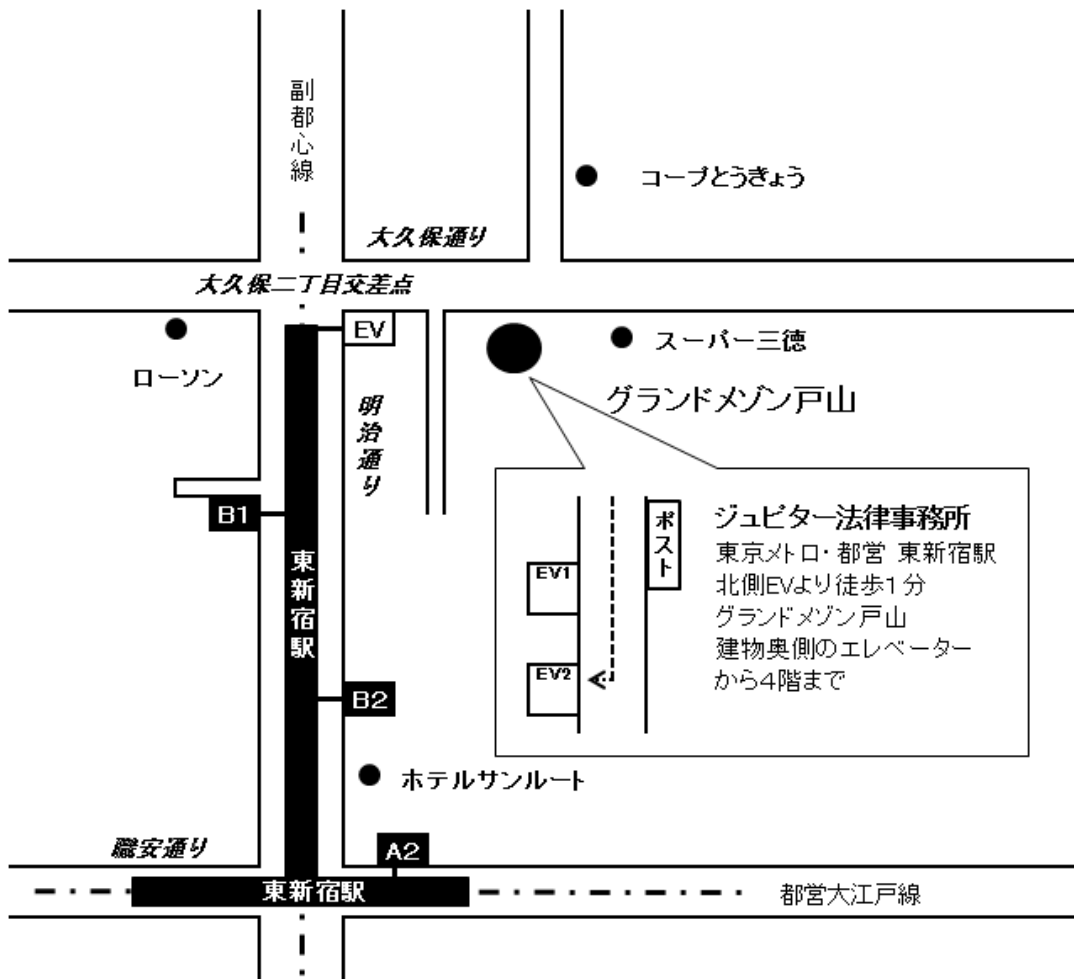 副都心線
コープとうきょう
大久保通り
大久保二丁目交差点
EV
スーパー三徳
ローソン
グランドメゾン戸山
明治通り
B1
ポスト
ジュピター法律事務所
東京メトロ・都営 東新宿駅
北側EVより徒歩1分
グランドメゾン戸山
建物奥側のエレベーター
から4階まで
EV1
EV2
東新宿駅
B2
ホテルサンルート
職安通り
A2
東新宿駅
都営大江戸線